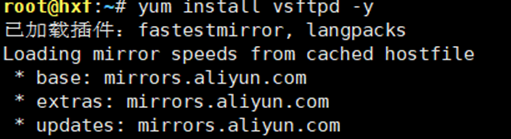 root@hxf:~# yum install vsftpd -y
已加载插件：fastestmirror, langpacks
Loading mirror speeds from cached hostfile
 * base: mirrors.aliyun.com
 * extras: mirrors.aliyun.com
 * updates: mirrors.aliyun.com